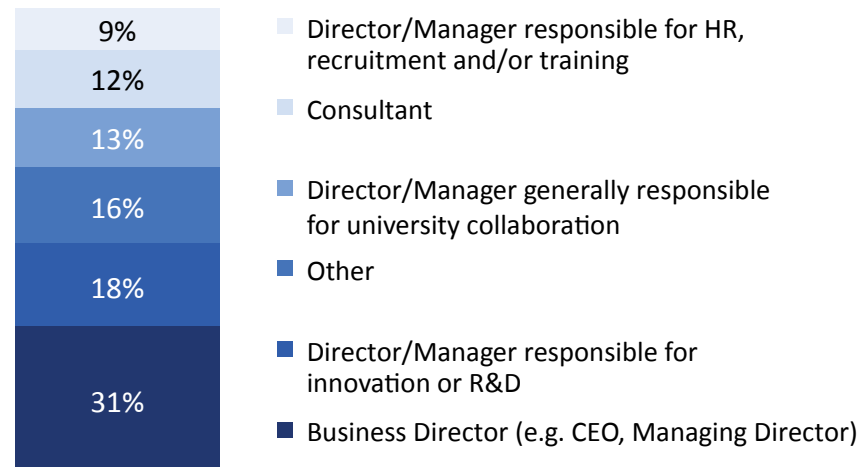 9%
12%
13%
16%
18%
31%
Director/Manager responsible for HR,
recruitment and/or training
Consultant
Director/Manager generally responsible
for university collaboration
Other
Director/Manager responsible for
innovation or R&D
Business Director (e.g. CEO, Managing Director)